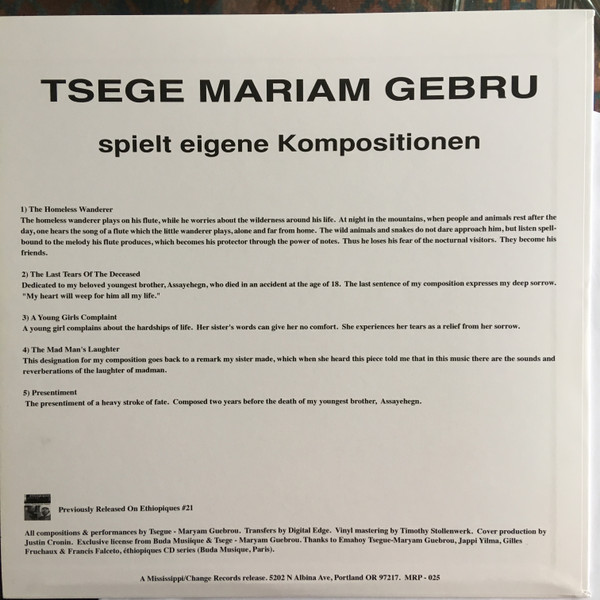 TSEGE MARIAM GEBRU
spielt eigene Kompositionen
1) The Homeless Wanderer
The homeless wanderer plays on his flute, while he worries about the wilderness around his life. At night in the mountains, when people and animals rest after the
day, one hears the song of a flute which the little wanderer plays, alone and far from home. The wild animals and snakes do not dare approach him, but listen spell-
bound to the melody his flute produces, which becomes his protector through the power of notes. Thus he loses his fear of the nocturnal visitors. They become his
friends.
2) The Last Tears Of The Deceased
Dedicated to my beloved youngest brother, Assayehegn, who died in an accident at the age of 18. The last sentence of my composition expresses my deep sorrow.
"My heart will weep for him all my life."
3) A Young Girls Complaint
A young girl complains about the hardships of life. Her sister's words can give her no comfort. She experiences her tears as a relief from her sorrow.
4) The Mad Man's Laughter
This designation for my composition goes back to a remark my sister made, which when she heard this piece told me that in this music there are the sounds and
reverberations of the laughter of madman.
5) Presentiment
The presentiment of a heavy stroke of fate. Composed two years before the death of my youngest brother, Assayehegn.
Previously Released On Ethiopiques #21
All compositions & performances by Tsegue - Maryam Guebrou. Transfers by Digital Edge. Vinyl mastering by Timothy Stollenwerk. Cover production by
Justin Cronin. Exclusive license from Buda Musiique & Tsege - Maryam Guebrou. Thanks to Emahoy Tsegue-Maryam Guebrou, Jappi Yilma, Gilles
Fruchaux & Francis Falceto, éthiopiques CD series (Buda Musique, Paris).
A Mississippi/Change Records release. 5202 N Albina Ave, Portland OR 97217. MRP - 025